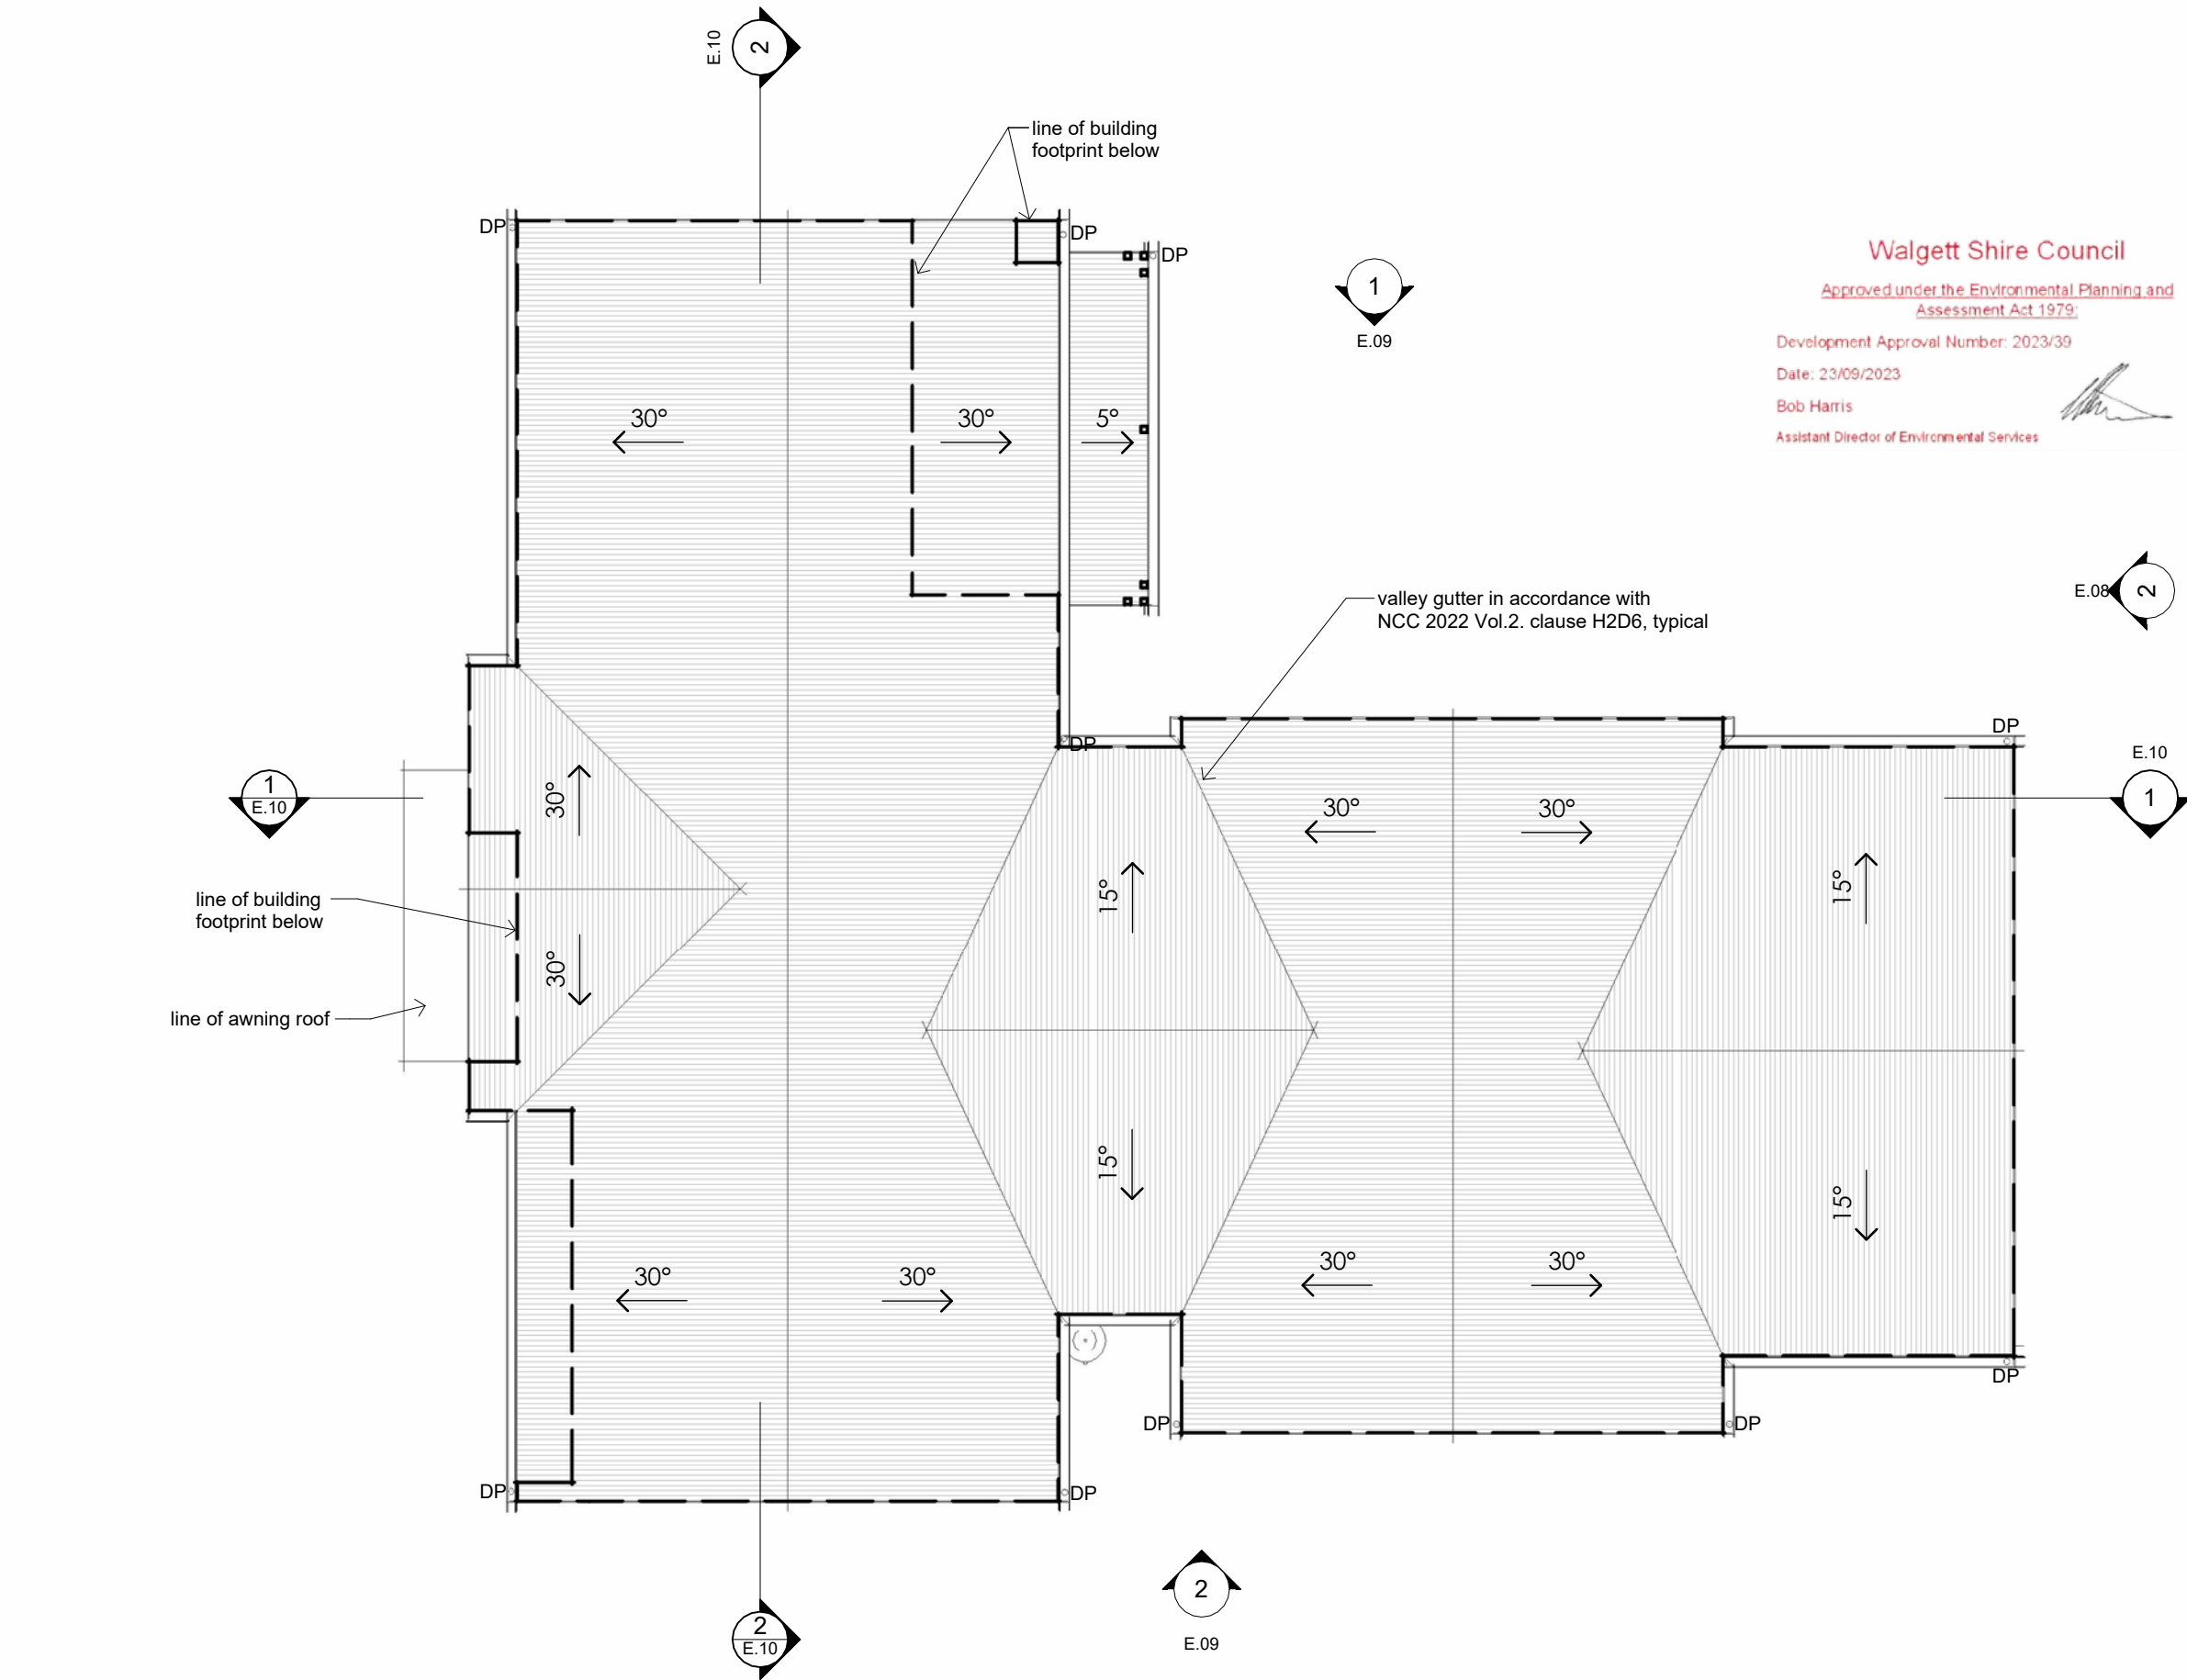 2
E.10
line of building
footprint below
DP
DP
DP
Walgett Shire Council
Approved under the Environmental Planning and
Assessment Act 1979:
Development Approval Number: 2023/39
Date: 23/09/2023
Bob Harris
Assistant Director of Environmental Services
1
E.09
30°
30°
5°
E.08
2
valley gutter in accordance with
NCC 2022 Vol.2. clause H2D6, typical
DP
DP
E.10
1
1
E.10
30°
30°
30°
15°
15°
line of building
footprint below
30°
line of awning roof
15°
15°
30°
30°
30°
30°
DP
DP
DP
DP
DP
2
E.09
2
E.10